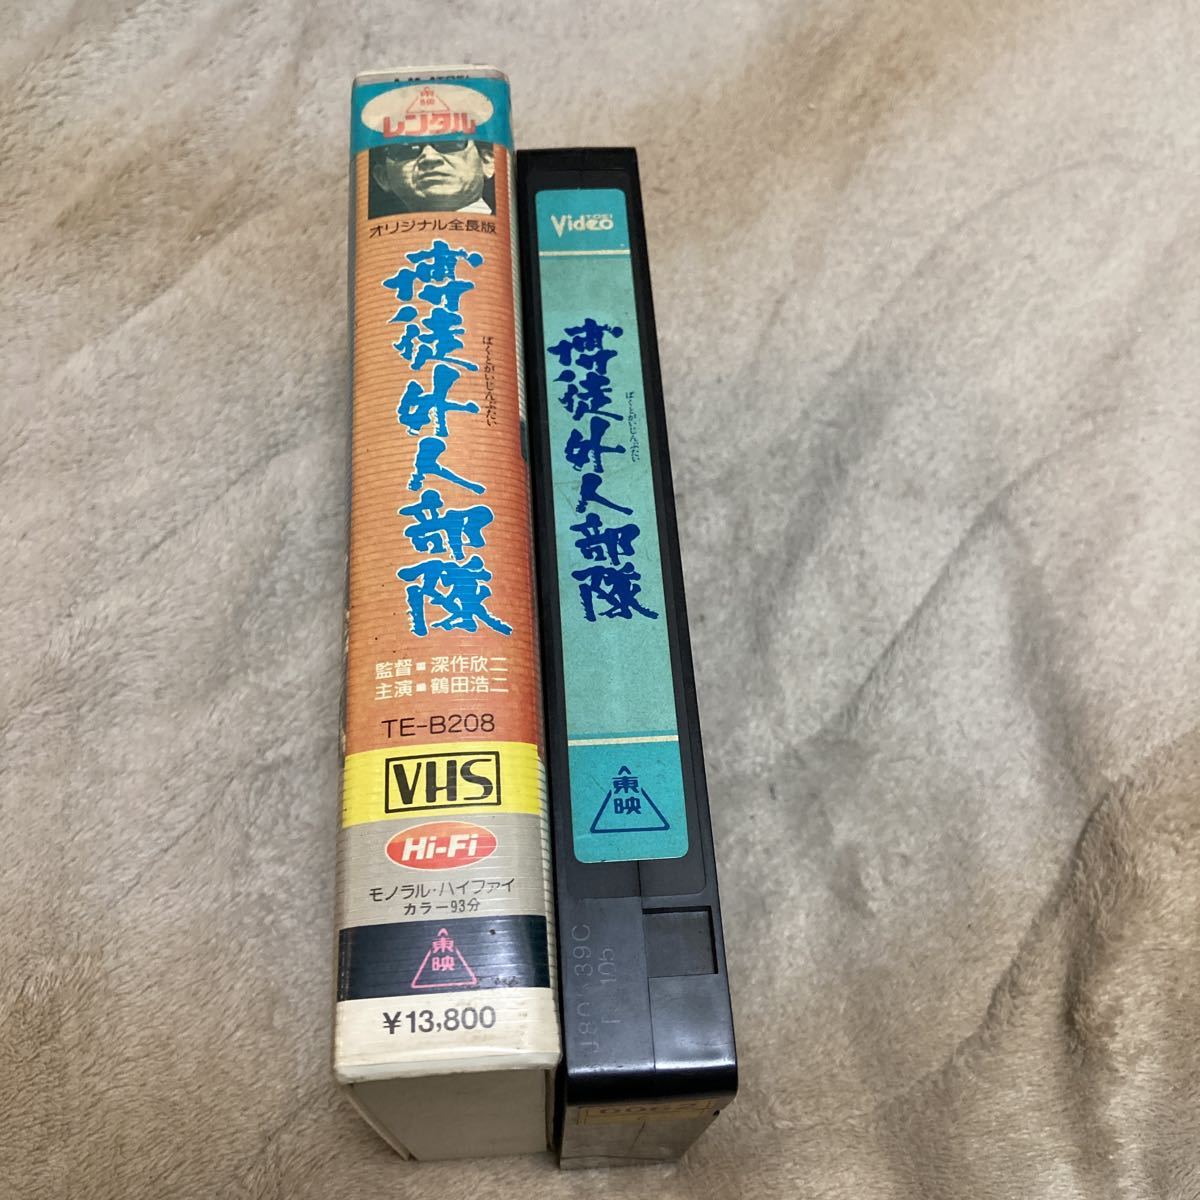 東映
レンタル
オリジナル全長版
博徒外人部隊
ばくとがいじんぶたい
監督■深作欣二
主演■鶴田浩二
TE-B208
VHS
Hi-Fi
モノラル・ハイファイ
カラー93分
東映
¥13,800
TOEI
Video
博徒外人部隊
ばくとがいじんぶたい
東映